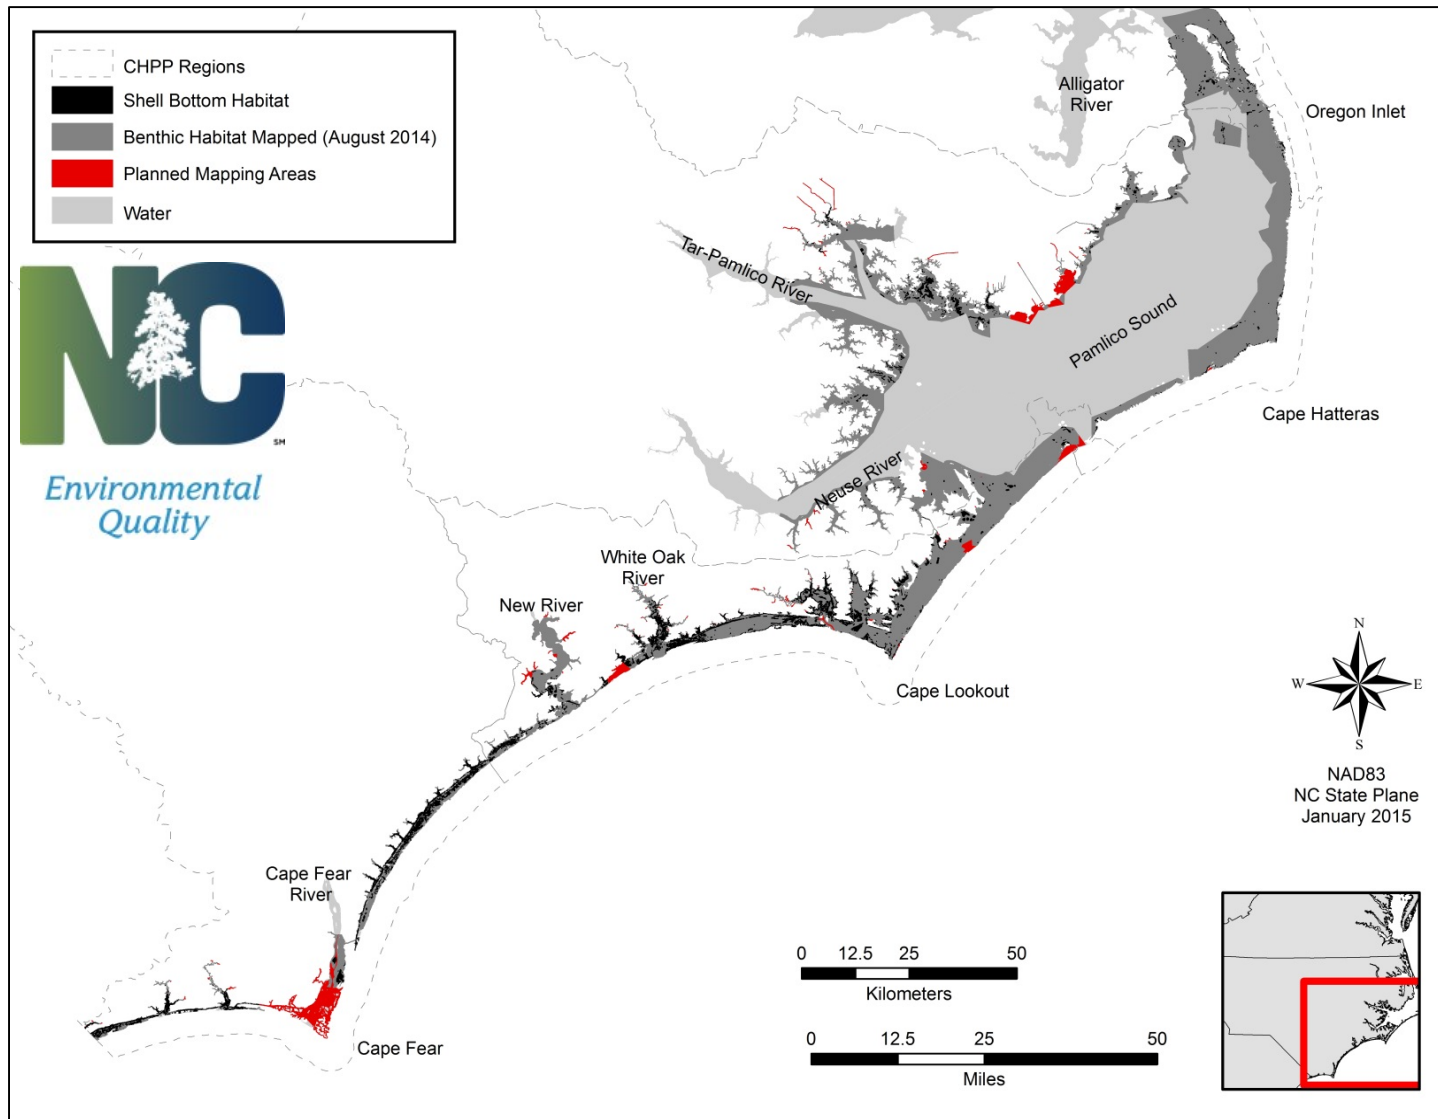 CHPP Regions
Shell Bottom Habitat
Benthic Habitat Mapped (August 2014)
Planned Mapping Areas
Water
NC
SM
Environmental
Quality
Alligator
River
Oregon Inlet
Tar-Pamlico River
Pamlico Sound
Cape Hatteras
Neuse River
White Oak
River
New River
Cape Lookout
N
W
E
S
NAD83
NC State Plane
January 2015
Cape Fear
River
Cape Fear
0 12.5 25 50
Kilometers
0 12.5 25 50
Miles